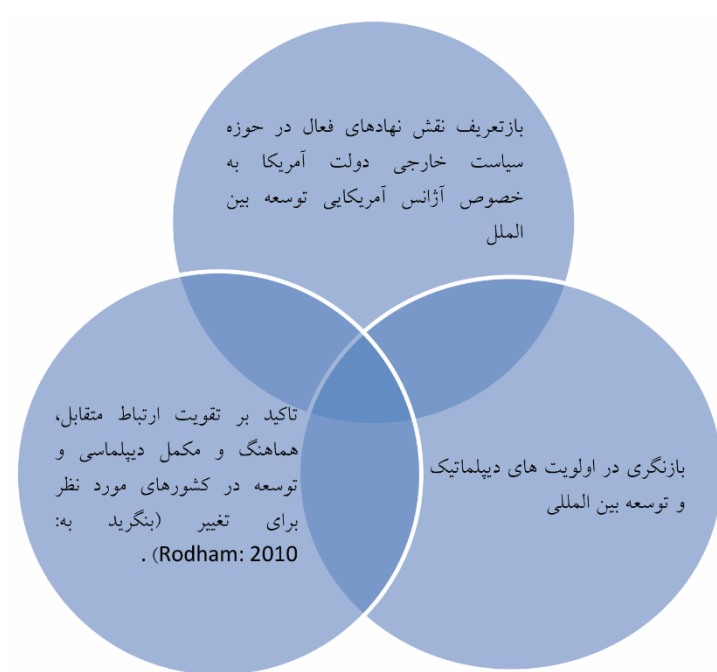 بازتعریف نقش نهادهای فعال در حوزه
سیاست خارجی دولت آمریکا به
خصوص آژانس آمریکایی توسعه بین
الملل
بازنگری در اولویت های دیپلماتیک
و توسعه بین المللی
تاکید بر تقویت ارتباط متقابل،
هماهنگ و مکمل دیپلماسی و
توسعه در کشورهای مورد نظر
برای تغییر (بنگرید به:
Rodham: 2010) .